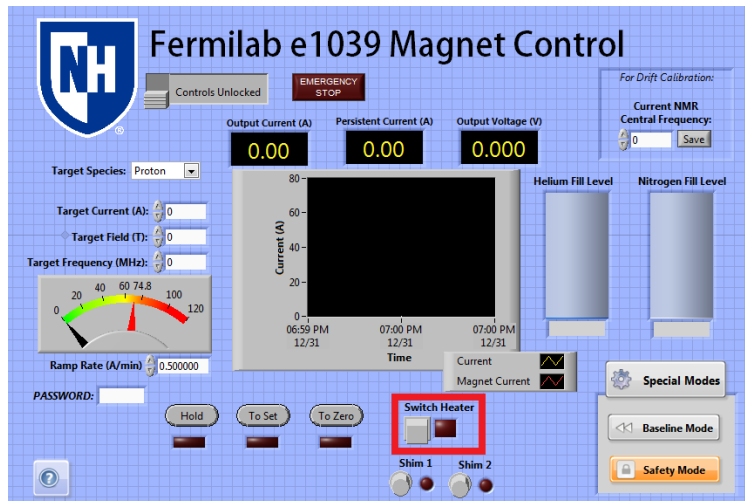 NH
®
Fermilab e1039 Magnet Control
Controls Unlocked
EMERGENCY
STOP
For Drift Calibration:
Current NMR
Central Frequency:
0
Save
Output Current (A)
Persistent Current (A)
Output Voltage (V)
0.00
0.00
0.000
Target Species: Proton
Target Current (A): 0
Target Field (T): 0
Target Frequency (MHz): 0
0
20
40
60
74.8
100
120
Ramp Rate (A/min) 0.500000
PASSWORD:
80
60
40
20
0
Current (A)
06:59 PM
12/31
07:00 PM
12/31
07:00 PM
12/31
Time
Current
Magnet Current
Helium Fill Level
Nitrogen Fill Level
Hold
To Set
To Zero
Switch Heater
Shim 1
Shim 2
Special Modes
Baseline Mode
Safety Mode
?